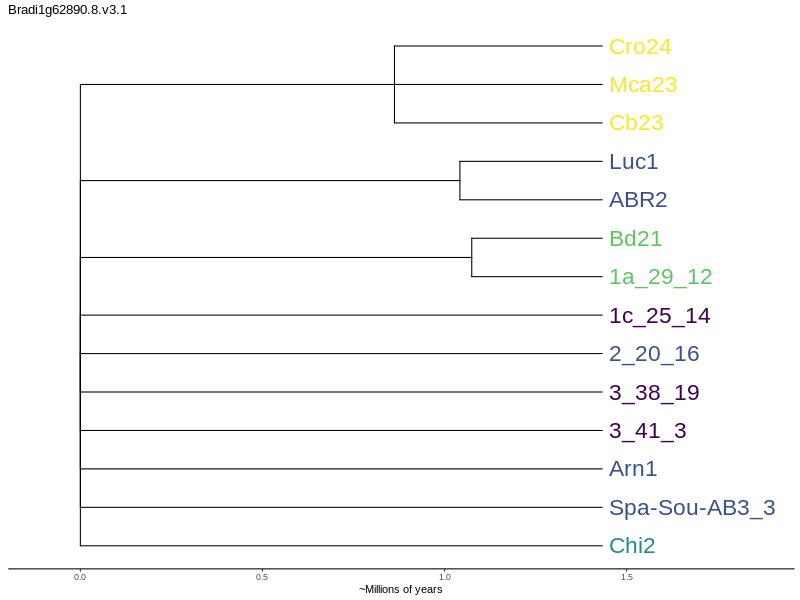 Bradi1g62890.8.v3.1
Cro24
Mca23
Cb23
Luc1
ABR2
Bd21
1a_29_12
1c_25_14
2_20_16
3_38_19
3_41_3
Arn1
Spa-Sou-AB3_3
Chi2
0.0 0.5 1.0 1.5
~Millions of years